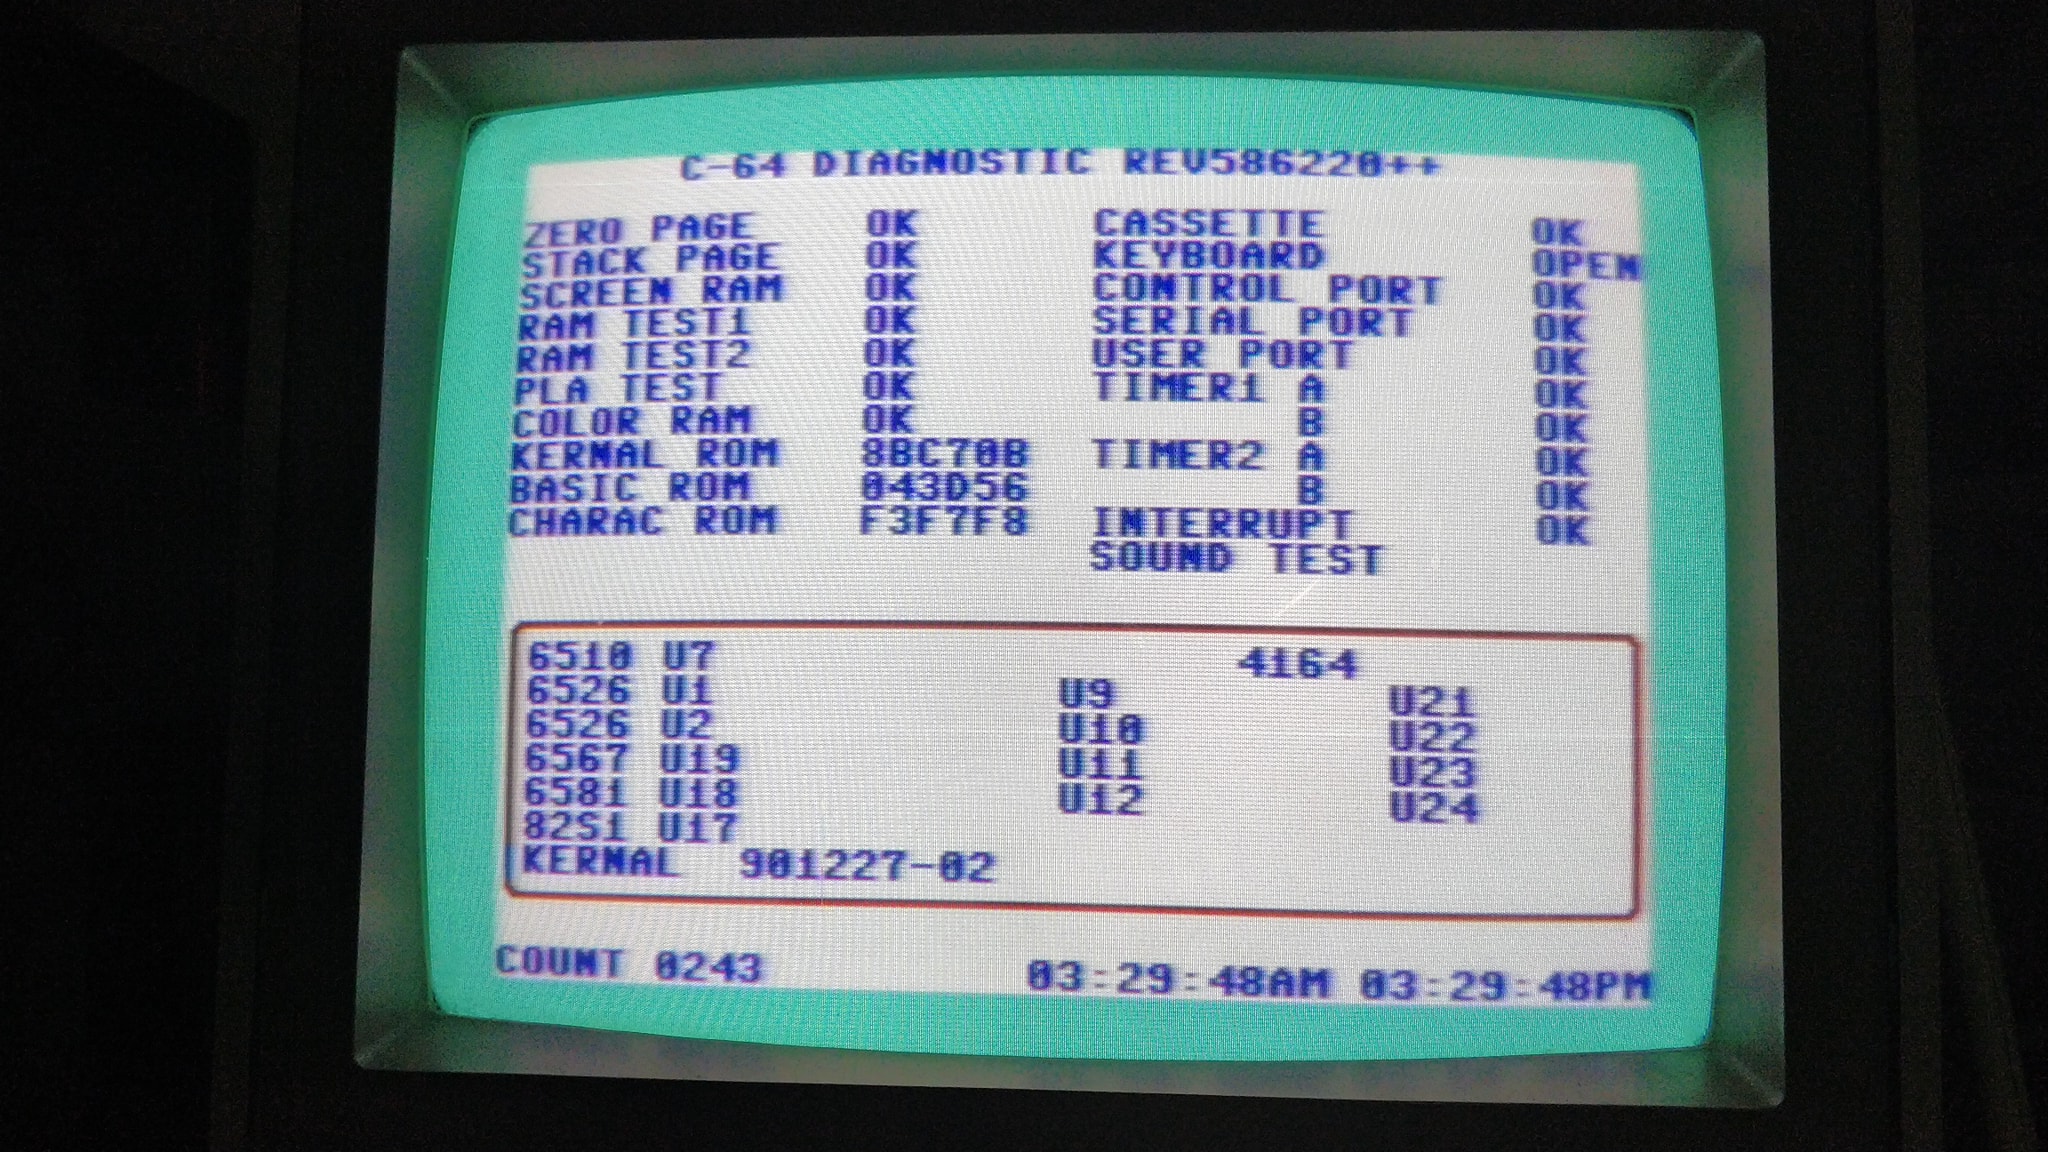 C-64 DIAGNOSTIC REV586220++
ZERO PAGE OK CASSETTE OK
STACK PAGE OK KEYBOARD OPEN
SCREEN RAM OK CONTROL PORT OK
RAM TEST1 OK SERIAL PORT OK
RAM TEST2 OK USER PORT OK
PLA TEST OK TIMER1 A OK
COLOR RAM OK B OK
KERNAL ROM 8BC70B TIMER2 A OK
BASIC ROM 043D56 B OK
CHARAC ROM F3F7F8 INTERRUPT OK
SOUND TEST
6510 U7 4164
6526 U1 U9 U21
6526 U2 U10 U22
6567 U19 U11 U23
6581 U18 U12 U24
82S1 U17
KERNAL 901227-02
COUNT 0243 03:29:48AM 03:29:48PM